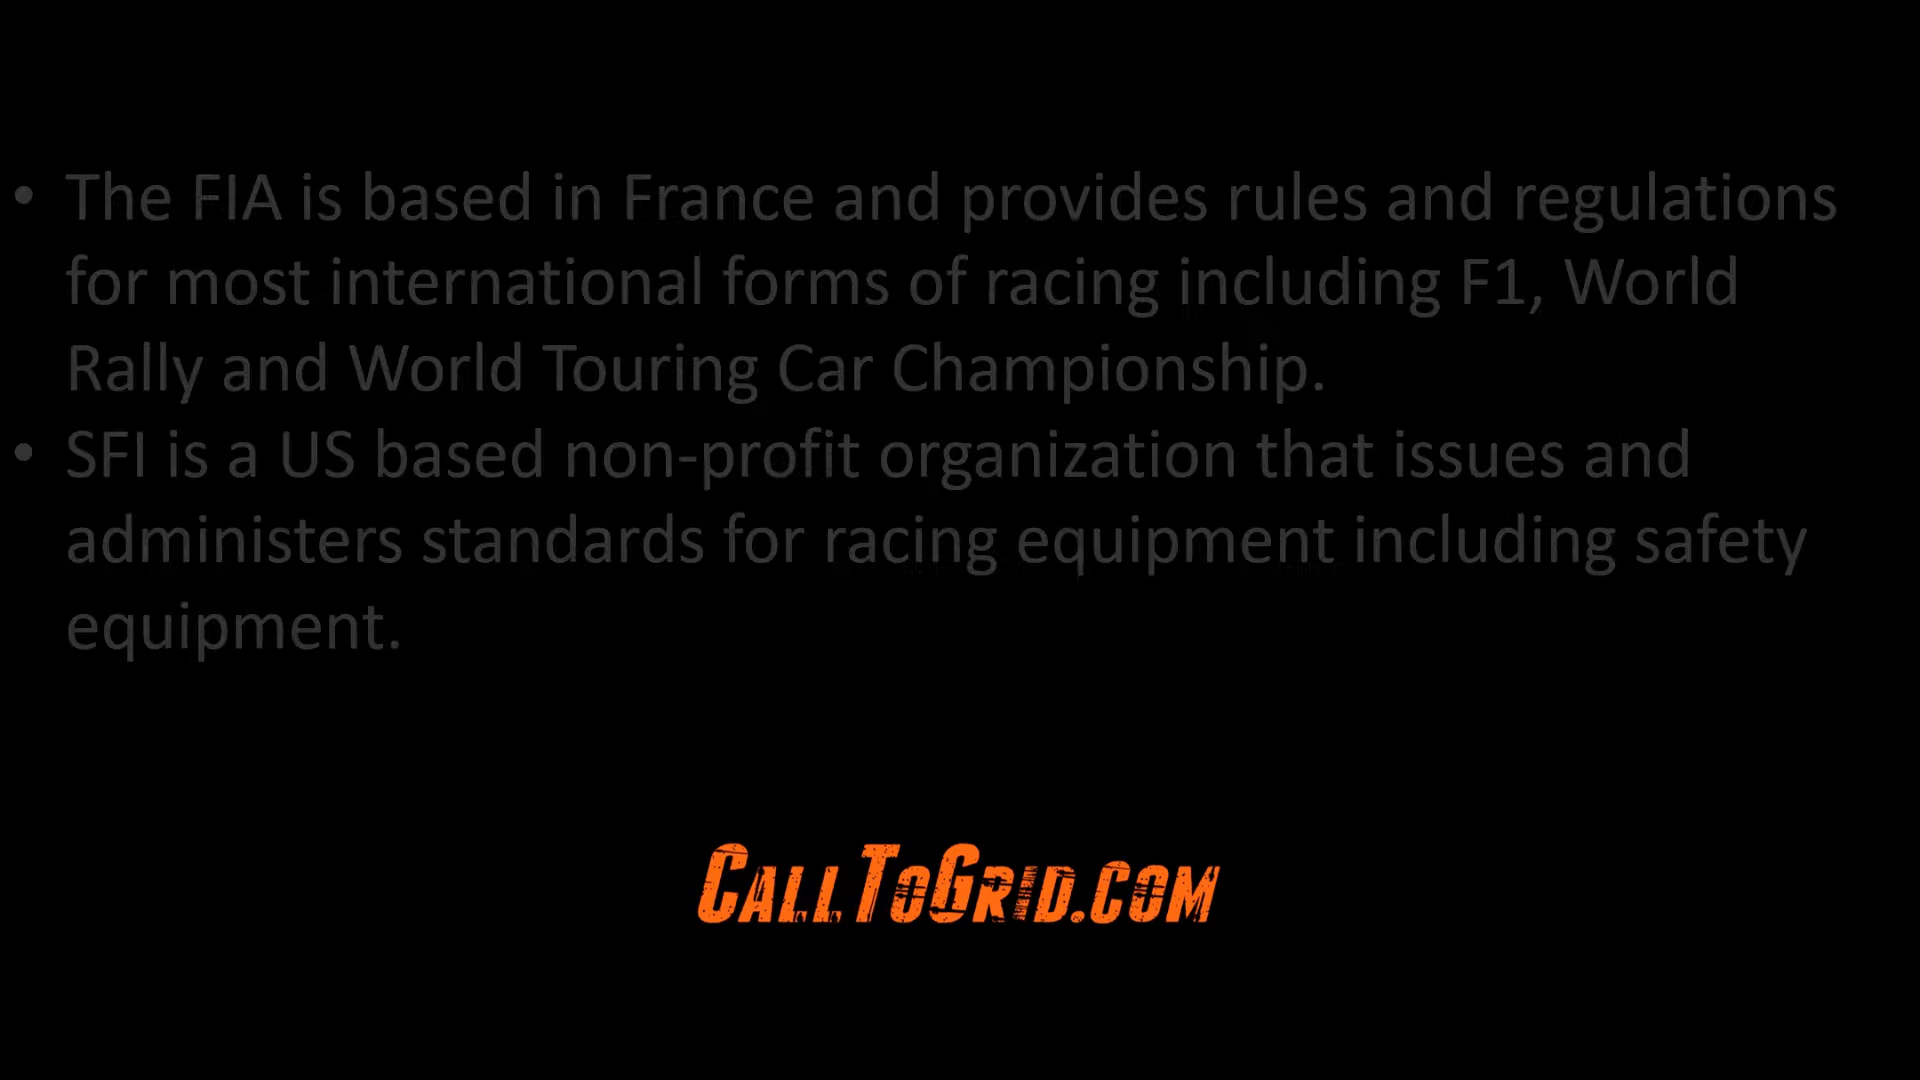 • The FIA is based in France and provides rules and regulations
for most international forms of racing including F1, World
Rally and World Touring Car Championship.
• SFI is a US based non-profit organization that issues and
administers standards for racing equipment including safety
equipment.
CallToGrid.com